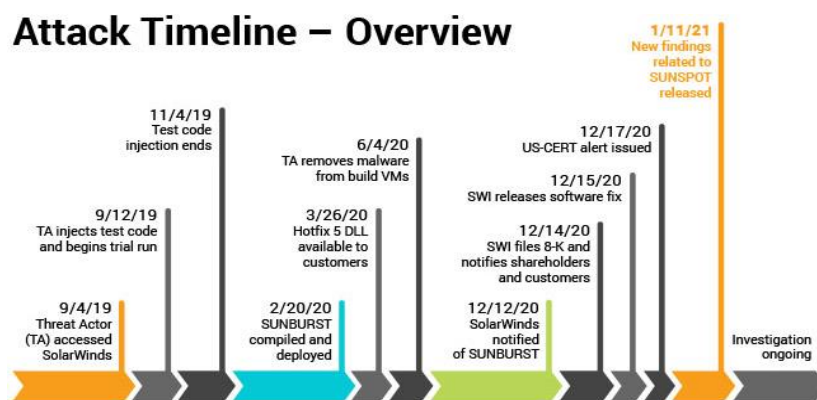 Attack Timeline – Overview
9/4/19
Threat Actor
(TA) accessed
SolarWinds
9/12/19
TA injects test code
and begins trial run
11/4/19
Test code
injection ends
2/20/20
SUNBURST
compiled and
deployed
3/26/20
Hotfix 5 DLL
available to
customers
6/4/20
TA removes malware
from build VMs
12/12/20
SolarWinds
notified
of SUNBURST
12/14/20
SWI files 8-K and
notifies shareholders
and customers
12/15/20
SWI releases software fix
12/17/20
US-CERT alert issued
1/11/21
New findings
related to
SUNSPOT
released
Investigation
ongoing